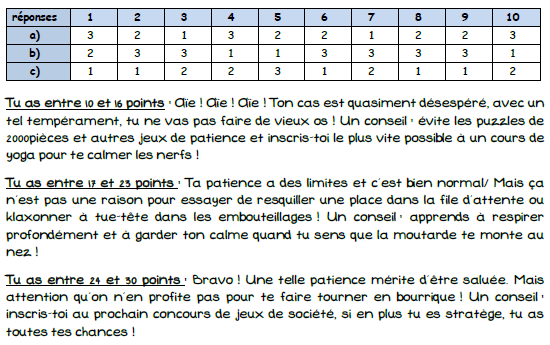 réponses 1 2 3 4 5 6 7 8 9 10
a) 3 2 1 3 2 2 1 2 2 3
b) 2 3 3 1 1 3 3 3 3 1
c) 1 1 2 2 3 1 2 1 1 2
Tu as entre 10 et 16 points : Aïe ! Aïe ! Aïe ! Ton cas est quasiment désespéré, avec un
tel tempérament, tu ne vas pas faire de vieux os ! Un conseil : évite les puzzles de
2000pièces et autres jeux de patience et inscris-toi le plus vite possible à un cours de
yoga pour te calmer les nerfs !
Tu as entre 17 et 23 points : Ta patience a des limites et c'est bien normal/ Mais ça
n'est pas une raison pour essayer de resquiller une place dans la file d'attente ou
klaxonner à tue-tête dans les embouteillages ! Un conseil : apprends à respirer
profondément et à garder ton calme quand tu sens que la moutarde te monte au
nez !
Tu as entre 24 et 30 points : Bravo ! Une telle patience mérite d'être saluée. Mais
attention qu'on n'en profite pas pour te faire tourner en bourrique ! Un conseil :
inscris-toi au prochain concours de jeux de société, si en plus tu es stratège, tu as
toutes tes chances !